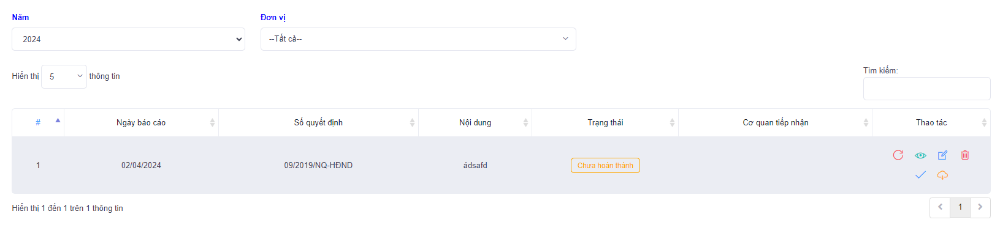 Năm Đơn vị
2024 --Tất cả--
Hiển thị 5 thông tin
Tìm kiếm:
# Ngày báo cáo Số quyết định Nội dung Trạng thái Cơ quan tiếp nhận Thao tác
1 02/04/2024 09/2019/NQ-HĐND ádsafd Chưa hoàn thành
Hiển thị 1 đến 1 trên 1 thông tin 1